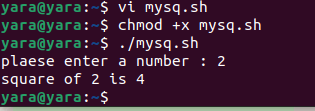 yara@yara:~$ vi mysq.sh
yara@yara:~$ chmod +x mysq.sh
yara@yara:~$ ./mysq.sh
plaese enter a number : 2
square of 2 is 4
yara@yara:~$